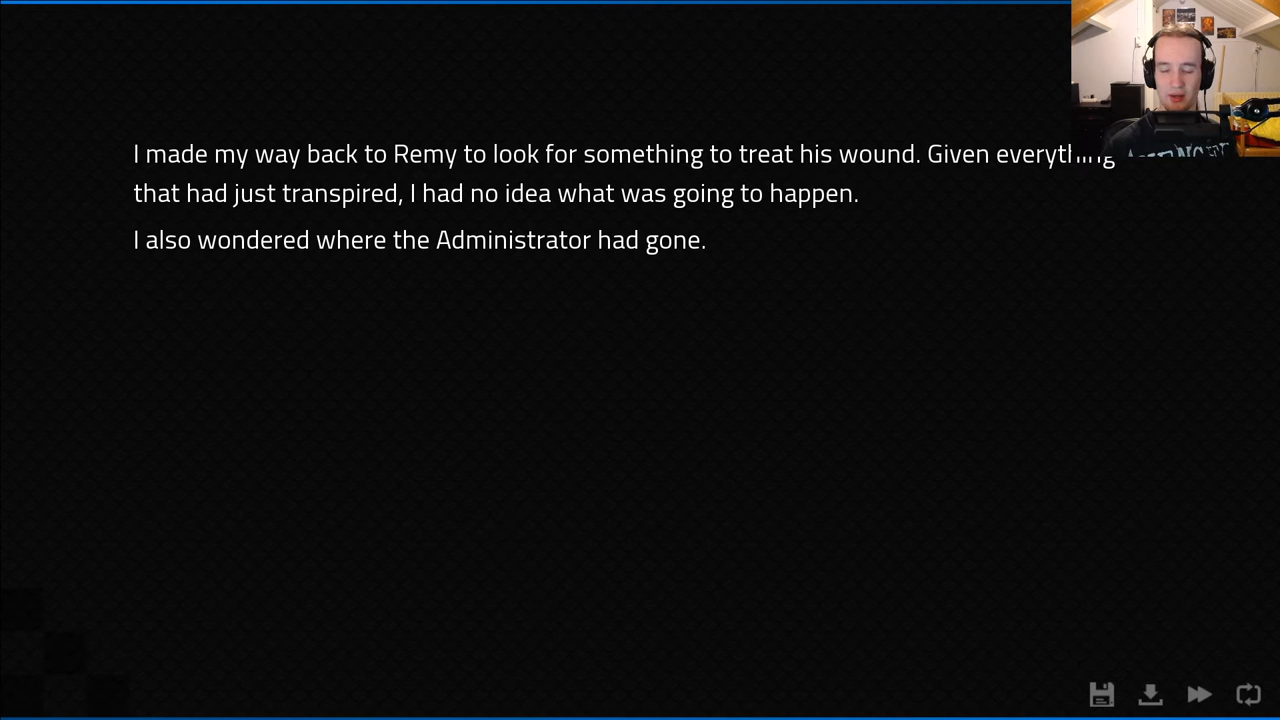 I made my way back to Remy to look for something to treat his wound. Given everything
that had just transpired, I had no idea what was going to happen.
I also wondered where the Administrator had gone.